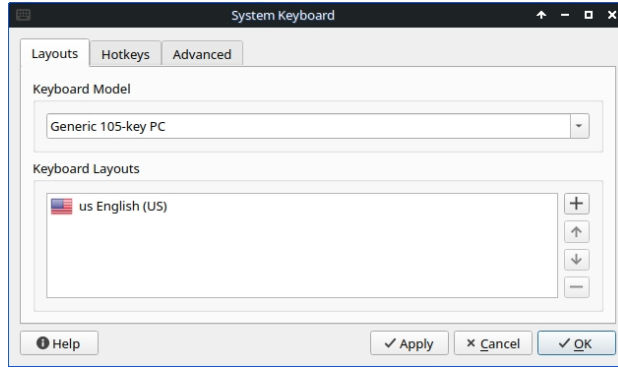 System Keyboard
Layouts Hotkeys Advanced
Keyboard Model
Generic 105-key PC
Keyboard Layouts
us English (US)
Help Apply Cancel OK